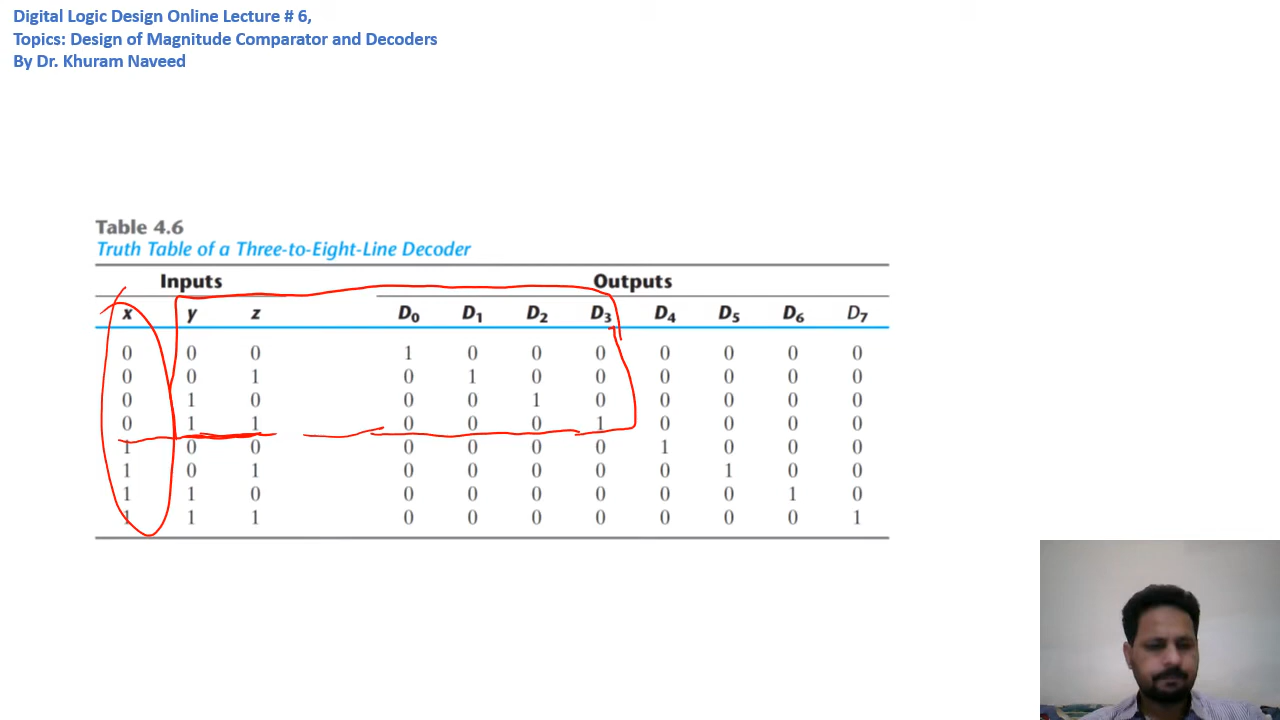 Digital Logic Design Online Lecture # 6,
Topics: Design of Magnitude Comparator and Decoders
By Dr. Khuram Naveed
Table 4.6
Truth Table of a Three-to-Eight-Line Decoder
Inputs Outputs
x y z D0 D1 D2 D3 D4 D5 D6 D7
0 0 0 1 0 0 0 0 0 0 0
0 0 1 0 1 0 0 0 0 0 0
0 1 0 0 0 1 0 0 0 0 0
0 1 1 0 0 0 1 0 0 0 0
1 0 0 0 0 0 0 1 0 0 0
1 0 1 0 0 0 0 0 1 0 0
1 1 0 0 0 0 0 0 0 1 0
1 1 1 0 0 0 0 0 0 0 1